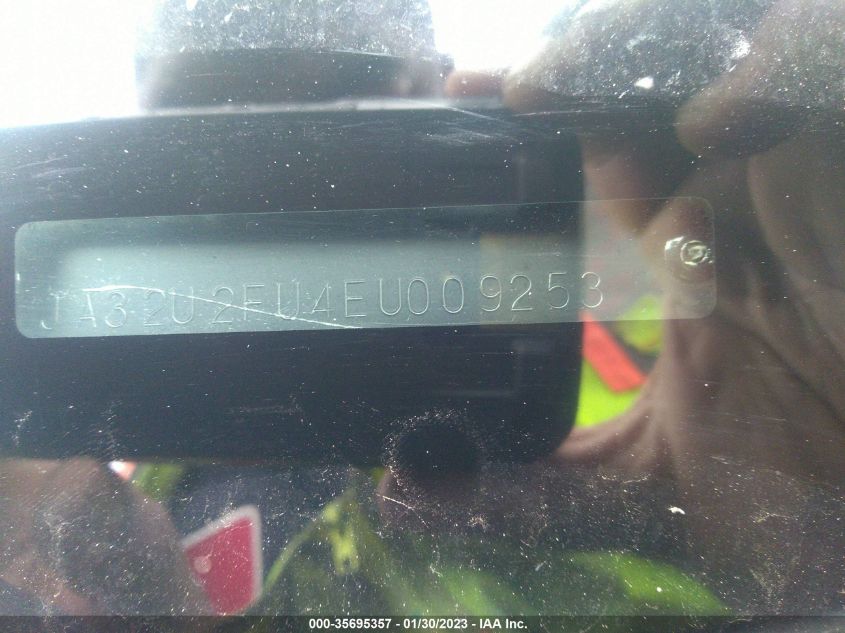 JA32U2FU4EU009253
000-35695357 - 01/30/2023 - IAA Inc.